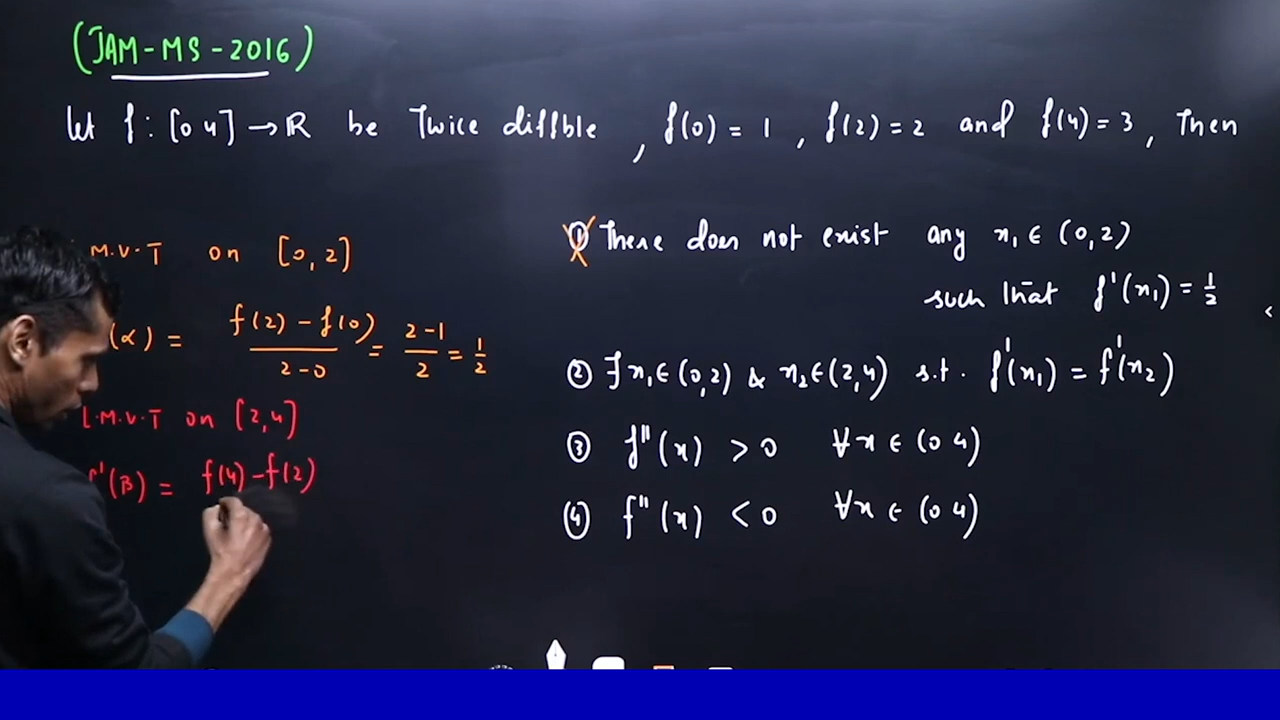 (JAM-MS-2016)
Let f : [0 4] → ℝ be Twice diffble , f(0) = 1 , f(2) = 2 and f(4) = 3 , Then
M.V.T on [0,2]
(α) = f(2) - f(0) / 2-0 = 2-1 / 2 = 1/2
L.M.V.T on [2,4]
f'(β) = f(4) - f(2)
① There does not exist any x₁ ∈ (0,2)
such that f'(x₁) = 1/2
② ∃ x₁∈(0,2) & x₂∈(2,4) s.t. f'(x₁) = f'(x₂)
③ f''(x) > 0 ∀x ∈ (0 4)
④ f''(x) < 0 ∀x ∈ (0 4)